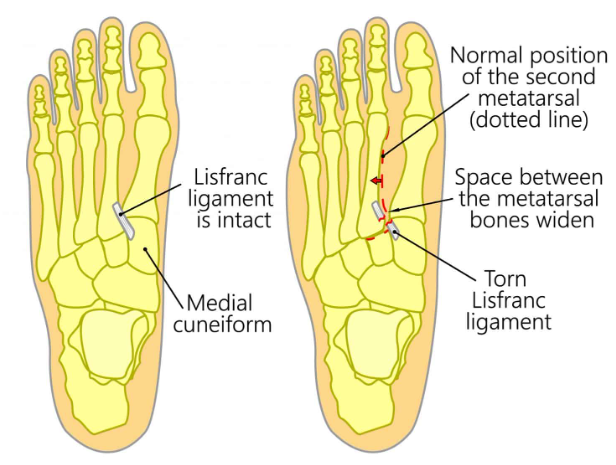 Lisfranc
ligament
is intact
Medial
cuneiform
Normal position
of the second
metatarsal
(dotted line)
Space between
the metatarsal
bones widen
Torn
Lisfranc
ligament